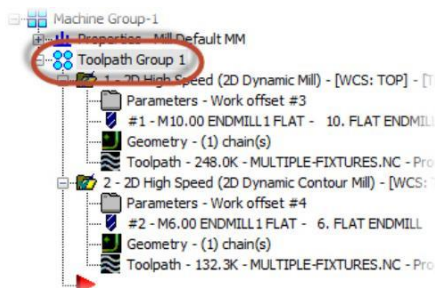 Machine Group-1
Properties - Mill Default MM
Toolpath Group 1
1 - 2D High Speed (2D Dynamic Mill) - [WCS: TOP] - [T
Parameters - Work offset #3
#1 - M10.00 ENDMILL1 FLAT - 10. FLAT ENDMILL
Geometry - (1) chain(s)
Toolpath - 248.0K - MULTIPLE-FIXTURES.NC - Pro
2 - 2D High Speed (2D Dynamic Contour Mill) - [WCS:
Parameters - Work offset #4
#2 - M6.00 ENDMILL1 FLAT - 6. FLAT ENDMILL
Geometry - (1) chain(s)
Toolpath - 132.3K - MULTIPLE-FIXTURES.NC - Pro